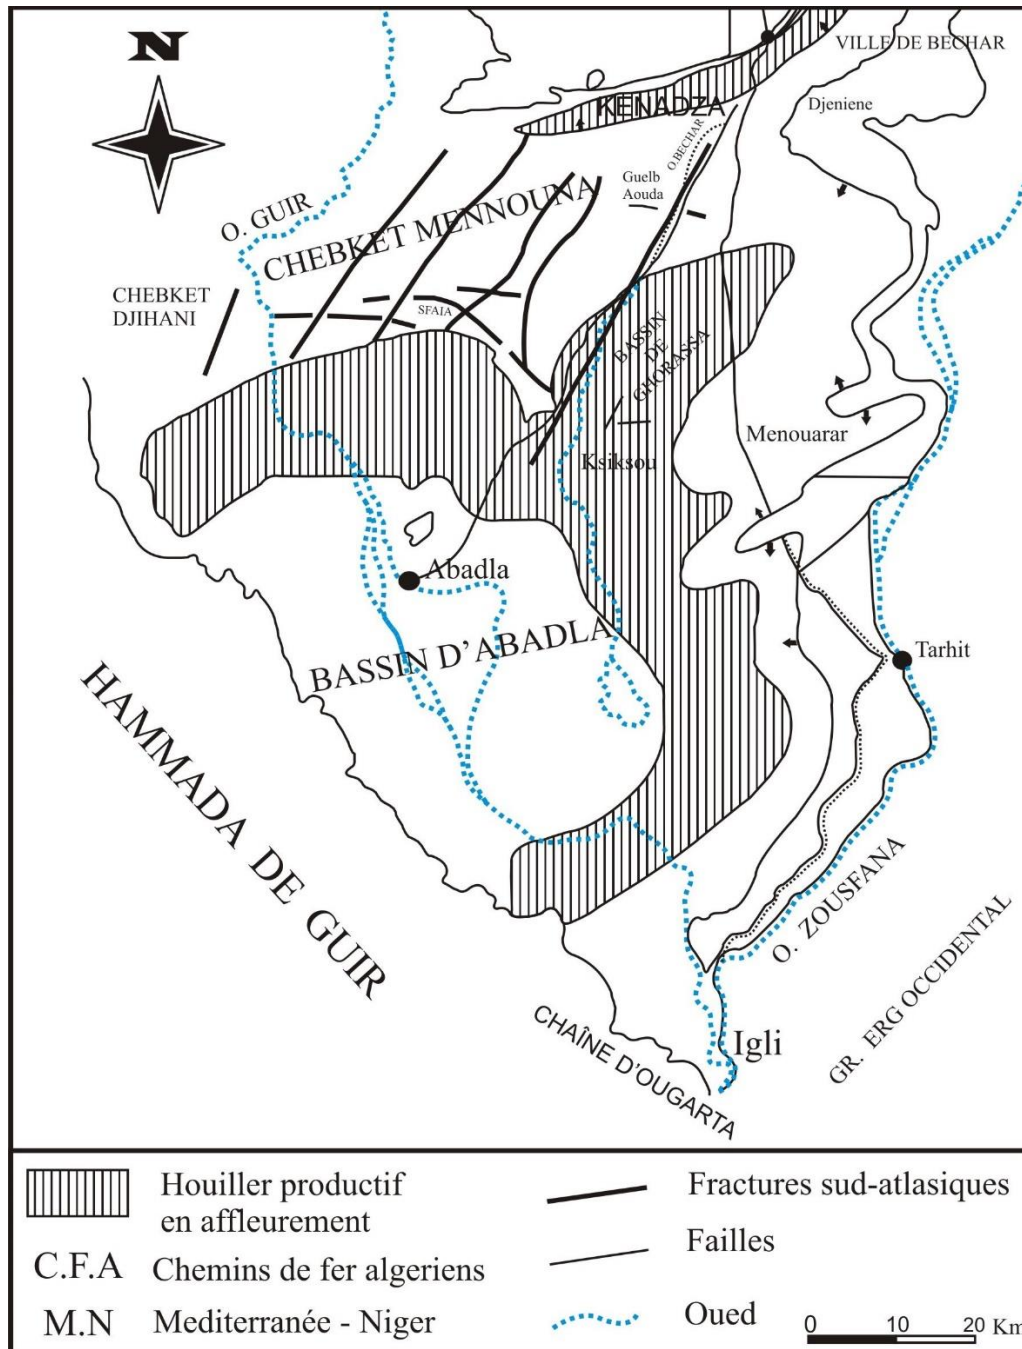 N
VILLE DE BECHAR
KENADZA
Djeniene
O.BECHAR
Guelb
Aouda
O. GUIR
CHEBKET MENNOUNA
CHEBKET
DJIHANI
SFAIA
BASSIN
DE
GHORASSA
Menouarar
Ksiksou
Abadla
BASSIN D'ABADLA
Tarhit
HAMMADA DE GUIR
O. ZOUSFANA
GR. ERG OCCIDENTAL
Igli
CHAÎNE D'OUGARTA
Houiller productif
en affleurement
Fractures sud-atlasiques
C.F.A Chemins de fer algeriens
Failles
M.N Mediterranée - Niger
Oued
0 10 20 Km